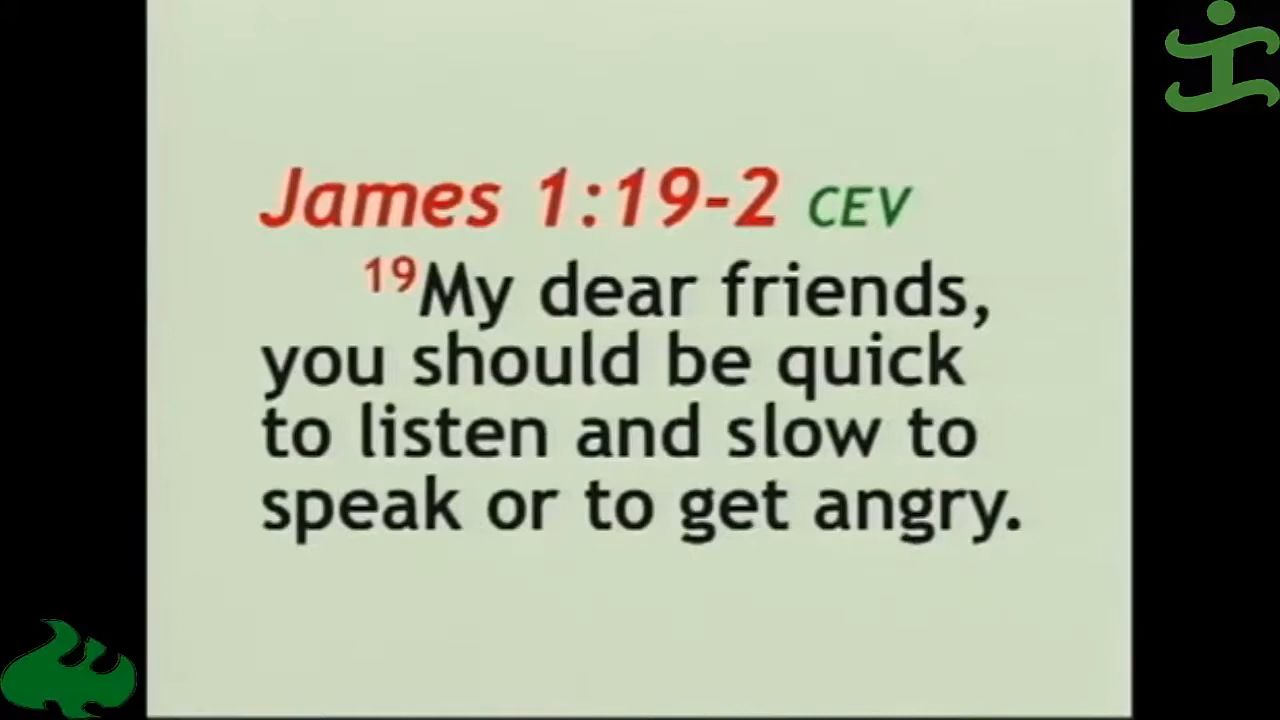 James 1:19-2 CEV
19My dear friends,
you should be quick
to listen and slow to
speak or to get angry.